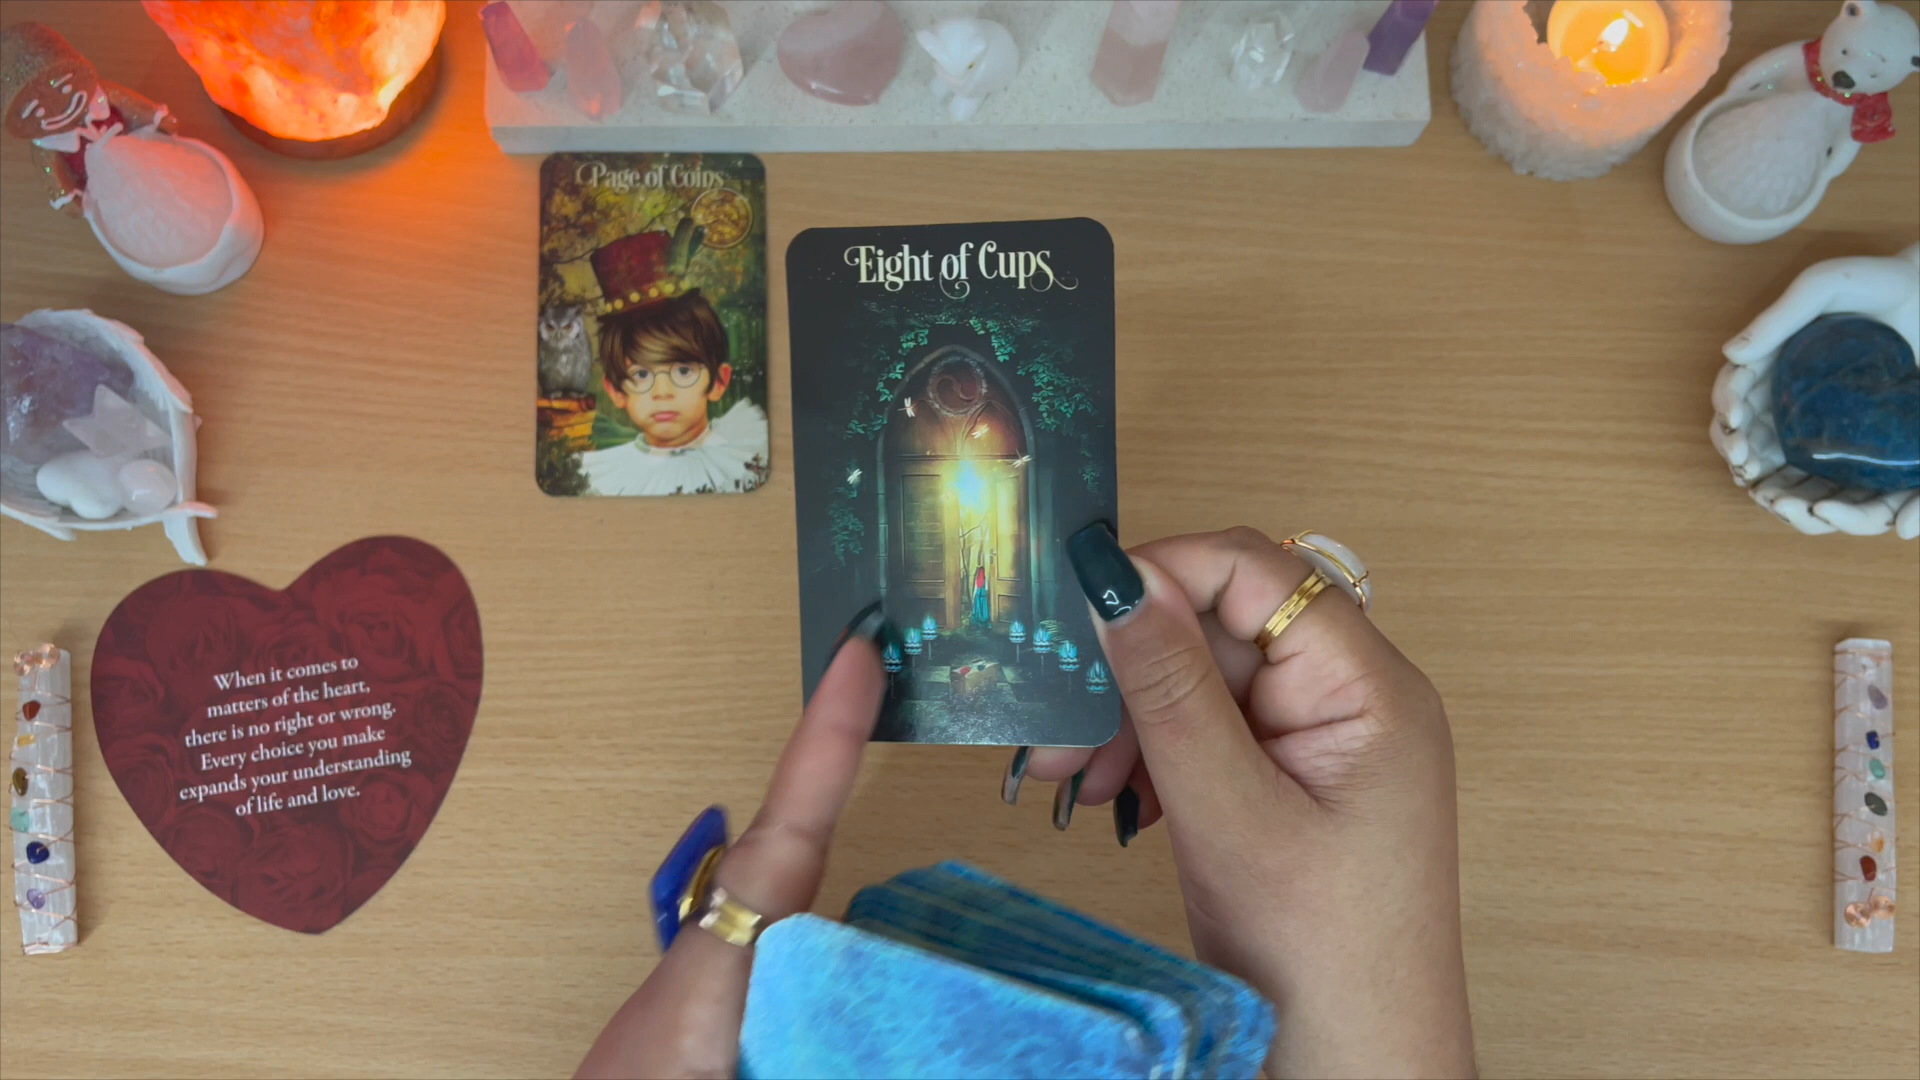 Page of Coins
Eight of Cups
When it comes to
matters of the heart,
there is no right or wrong.
Every choice you make
expands your understanding
of life and love.